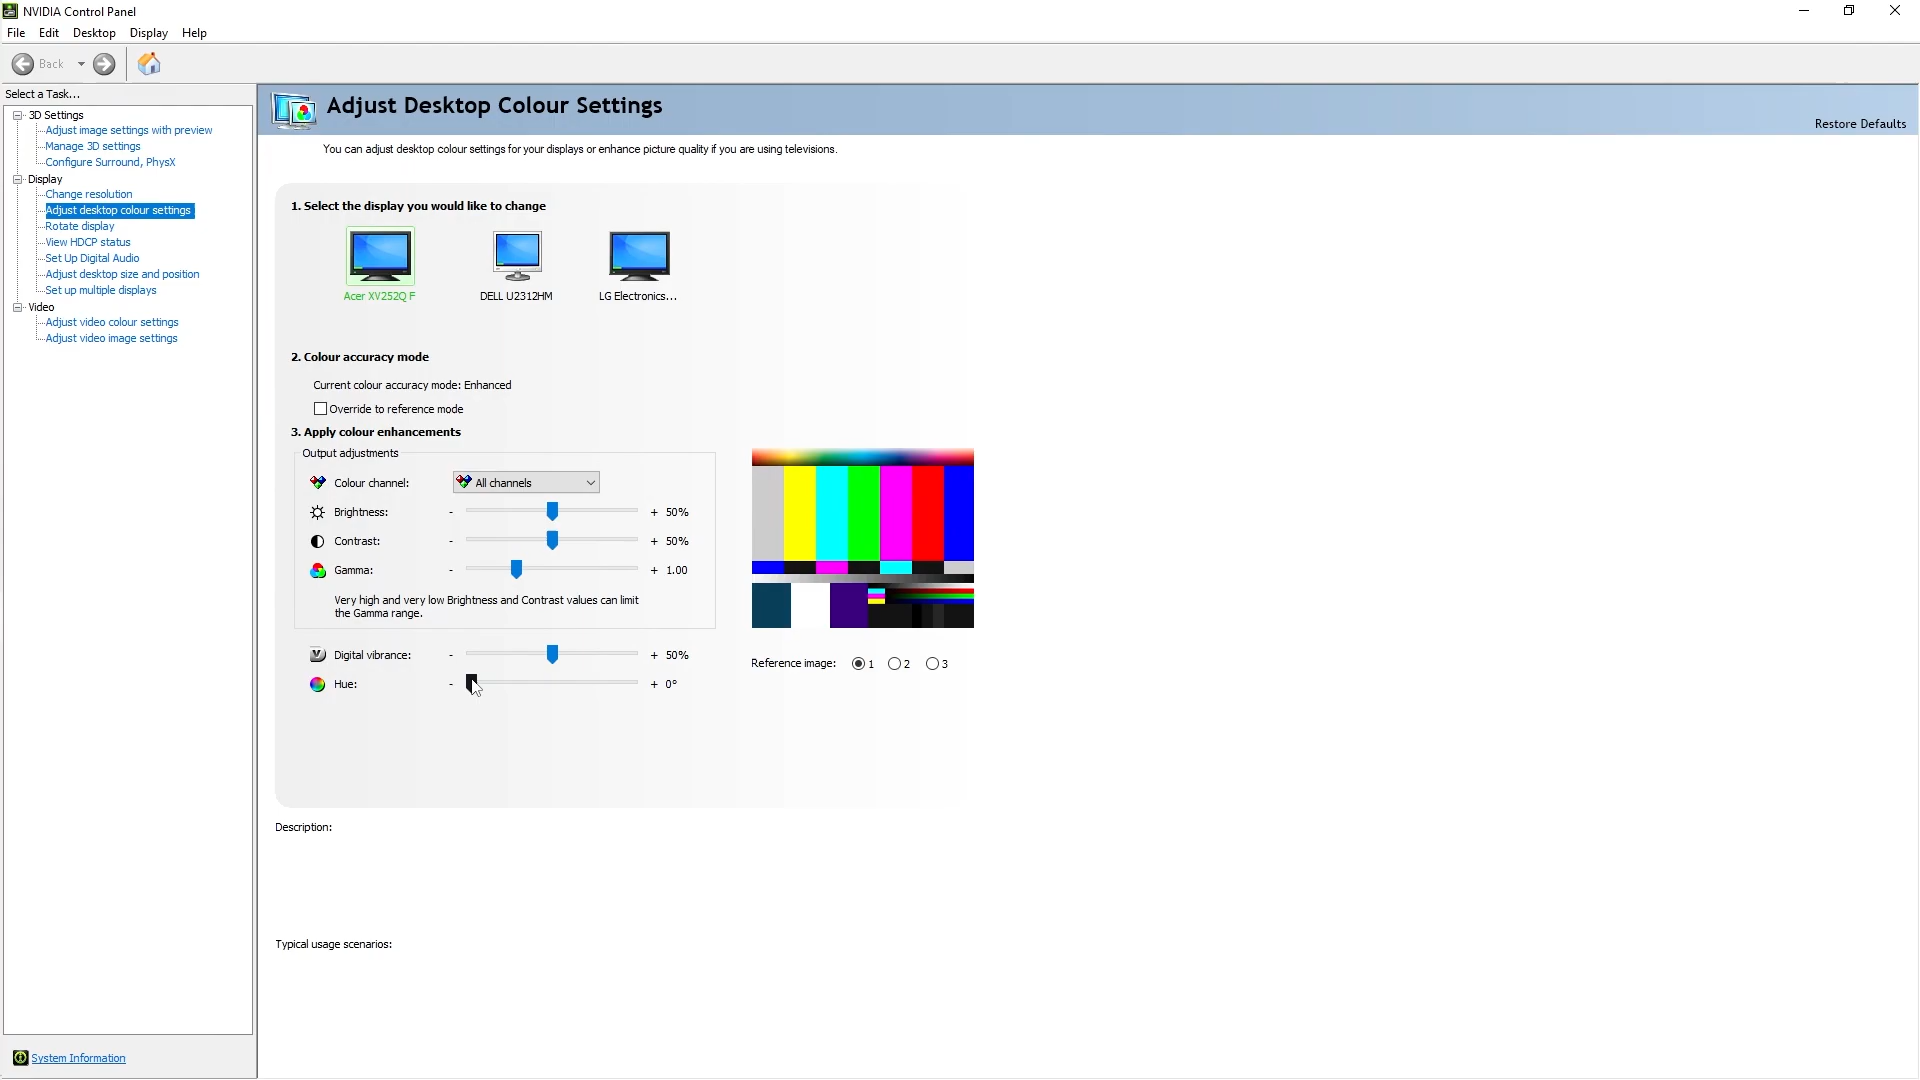 NVIDIA Control Panel
File Edit Desktop Display Help
Back
Select a Task...
3D Settings
Adjust image settings with preview
Manage 3D settings
Configure Surround, PhysX
Display
Change resolution
Adjust desktop colour settings
Rotate display
View HDCP status
Set Up Digital Audio
Adjust desktop size and position
Set up multiple displays
Video
Adjust video colour settings
Adjust video image settings
System Information
Adjust Desktop Colour Settings
Restore Defaults
You can adjust desktop colour settings for your displays or enhance picture quality if you are using televisions.
1. Select the display you would like to change
Acer XV252Q F
DELL U2312HM
LG Electronics...
2. Colour accuracy mode
Current colour accuracy mode: Enhanced
Override to reference mode
3. Apply colour enhancements
Output adjustments
Colour channel: All channels
Brightness: - + 50%
Contrast: - + 50%
Gamma: - + 1.00
Very high and very low Brightness and Contrast values can limit
the Gamma range.
Digital vibrance: - + 50%
Hue: - + 0°
Reference image: 1 2 3
Description:
Typical usage scenarios: